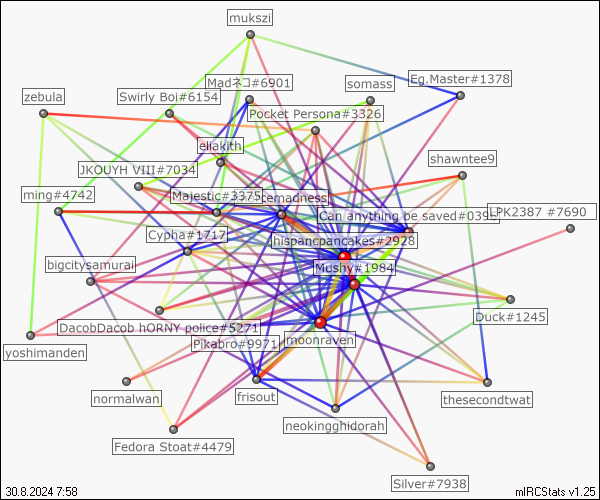 mukszi
Eg.Master#1378
Madネコ#6901
somass
zebula
Swirly Boi#6154
Pocket Persona#3326
eliakith
shawntee9
JKOUYH VIII#7034
ming#4742
Majestic#3375
cemadness
Can anything be saved#039
LPK2387 #7690
Cypha#1717
hispancpancakes#2928
bigcitysamurai
Mushy#1984
Duck#1245
DacobDacob hORNY police#5271
Pikabro#9971
moonraven
yoshimanden
normalwan
frisout
thesecondtwat
neokingghidorah
Fedora Stoat#4479
Silver#7938
30.8.2024 7:58
mIRCStats v1.25